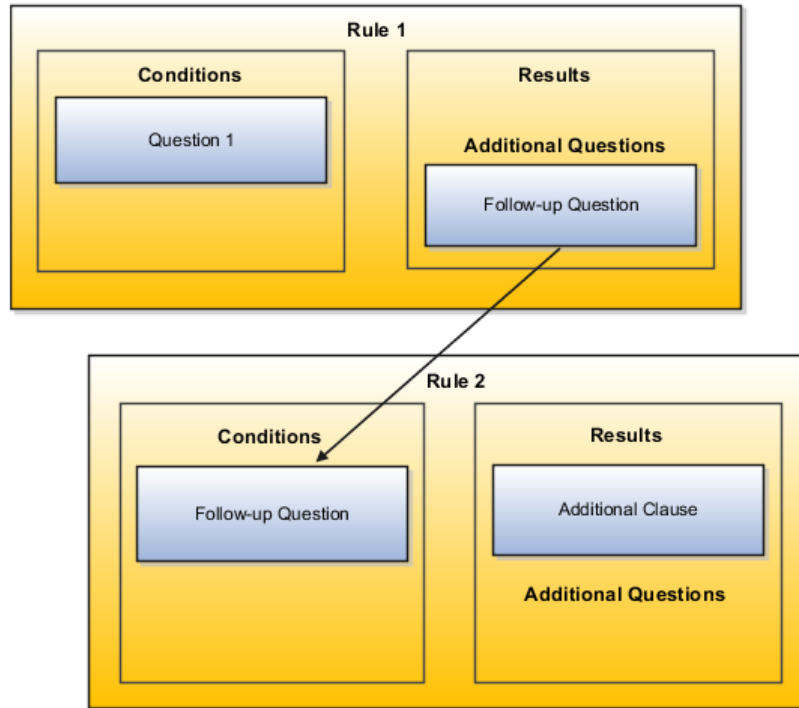 Rule 1
Conditions
Results
Question 1
Additional Questions
Follow-up Question
Rule 2
Conditions
Results
Follow-up Question
Additional Clause
Additional Questions